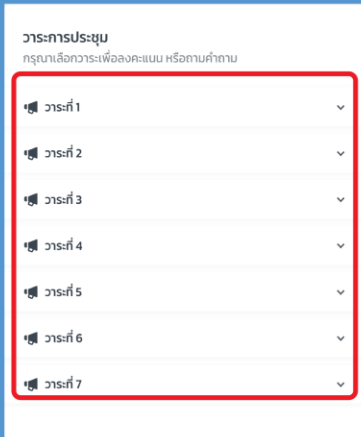 วาระการประชุม
กรุณาเลือกวาระเพื่อลงคะแนน หรือถามคำถาม
วาระที่ 1
วาระที่ 2
วาระที่ 3
วาระที่ 4
วาระที่ 5
วาระที่ 6
วาระที่ 7